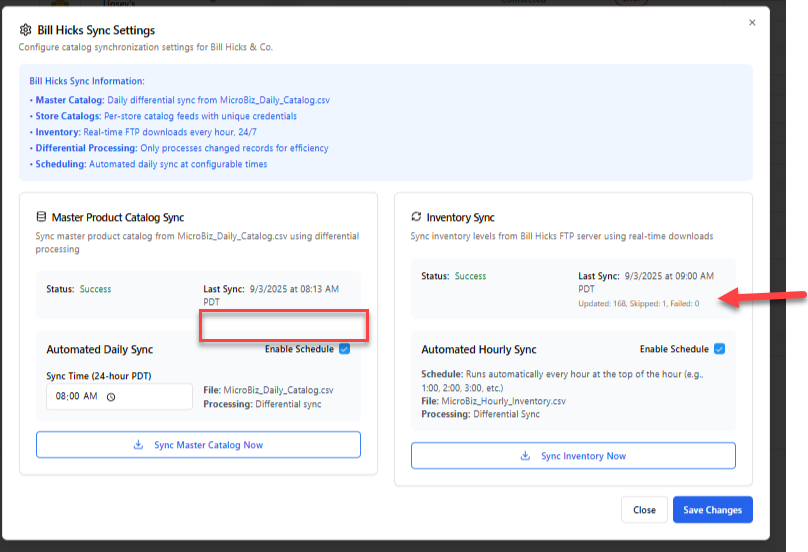 Bill Hicks Sync Settings
Configure catalog synchronization settings for Bill Hicks & Co.
Bill Hicks Sync Information:
• Master Catalog: Daily differential sync from MicroBiz_Daily_Catalog.csv
• Store Catalogs: Per-store catalog feeds with unique credentials
• Inventory: Real-time FTP downloads every hour, 24/7
• Differential Processing: Only processes changed records for efficiency
• Scheduling: Automated daily sync at configurable times
Master Product Catalog Sync
Sync master product catalog from MicroBiz_Daily_Catalog.csv using differential
processing
Status: Success
Last Sync: 9/3/2025 at 08:13 AM
PDT
Automated Daily Sync
Enable Schedule
Sync Time (24-hour PDT)
08:00 AM
File: MicroBiz_Daily_Catalog.csv
Processing: Differential sync
Sync Master Catalog Now
Inventory Sync
Sync inventory levels from Bill Hicks FTP server using real-time downloads
Status: Success
Last Sync: 9/3/2025 at 09:00 AM
PDT
Updated: 168, Skipped: 1, Failed: 0
Automated Hourly Sync
Enable Schedule
Schedule: Runs automatically every hour at the top of the hour (e.g.,
1:00, 2:00, 3:00, etc.)
File: MicroBiz_Hourly_Inventory.csv
Processing: Differential Sync
Sync Inventory Now
Close
Save Changes